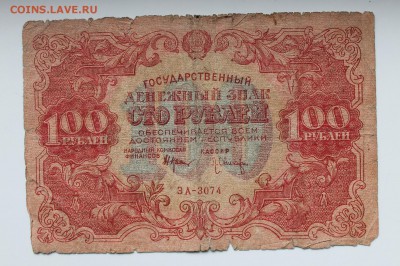 COINS.LAVE.RU
ГОСУДАРСТВЕННЫЙ
ДЕНЕЖНЫЙ ЗНАК
СТО РУБЛЕЙ
100
РУБЛЕЙ
100
РУБЛЕЙ
ОБЕСПЕЧИВАЕТСЯ ВСЕМ
ДОСТОЯНИЕМ РЕСПУБЛИКИ
НАРОДНЫЙ КОМИССАР
ФИНАНСОВ
КАССИР
ЗА-3074